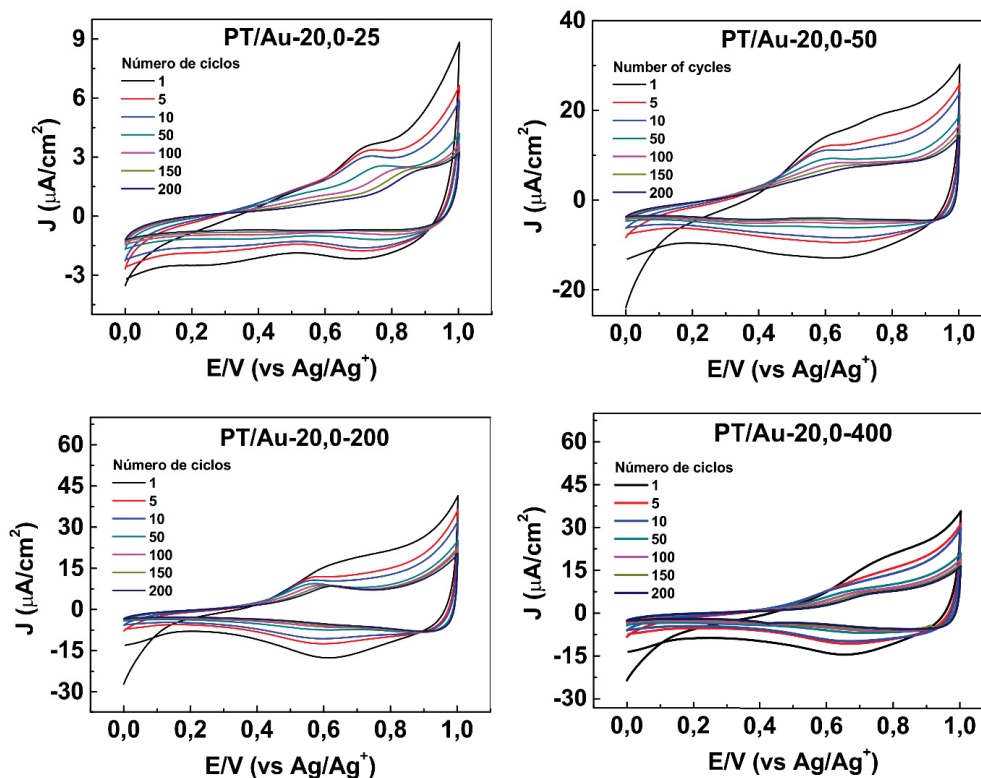 PT/Au-20,0-25
Número de ciclos
1
5
10
50
100
150
200
9
6
3
0
-3
J (µA/cm²)
0,0 0,2 0,4 0,6 0,8 1,0
E/V (vs Ag/Ag⁺)
PT/Au-20,0-50
Number of cycles
1
5
10
50
100
150
200
40
20
0
-20
J (µA/cm²)
0,0 0,2 0,4 0,6 0,8 1,0
E/V (vs Ag/Ag⁺)
PT/Au-20,0-200
Número de ciclos
1
5
10
50
100
150
200
60
45
30
15
0
-15
-30
J (µA/cm²)
0,0 0,2 0,4 0,6 0,8 1,0
E/V (vs Ag/Ag⁺)
PT/Au-20,0-400
Número de ciclos
1
5
10
50
100
150
200
60
45
30
15
0
-15
-30
J (µA/cm²)
0,0 0,2 0,4 0,6 0,8 1,0
E/V (vs Ag/Ag⁺)